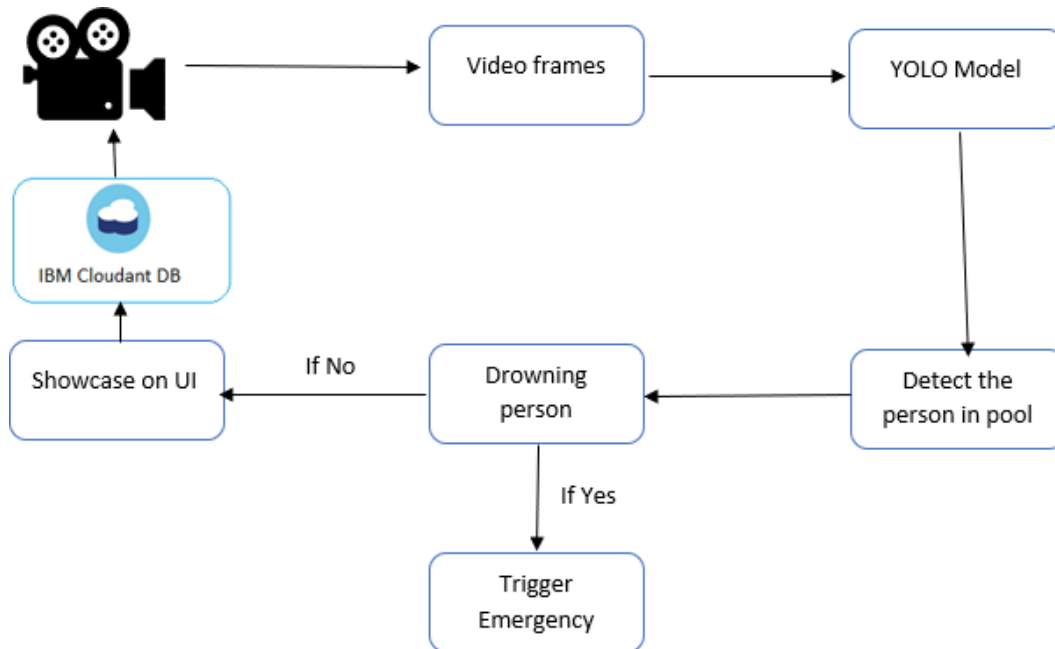 Video frames
YOLO Model
IBM Cloudant DB
Showcase on UI
If No
Drowning
person
Detect the
person in pool
If Yes
Trigger
Emergency